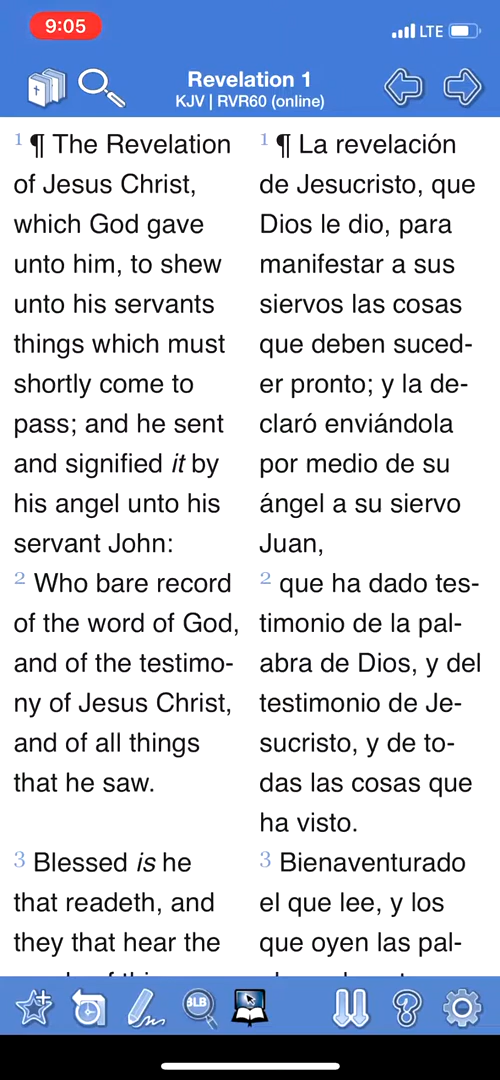 9:05
LTE
Revelation 1
KJV | RVR60 (online)
1 ¶ The Revelation
of Jesus Christ,
which God gave
unto him, to shew
unto his servants
things which must
shortly come to
pass; and he sent
and signified it by
his angel unto his
servant John:
2 Who bare record
of the word of God,
and of the testimo-
ny of Jesus Christ,
and of all things
that he saw.
3 Blessed is he
that readeth, and
they that hear the
1 ¶ La revelación
de Jesucristo, que
Dios le dio, para
manifestar a sus
siervos las cosas
que deben suced-
er pronto; y la de-
claró enviándola
por medio de su
ángel a su siervo
Juan,
2 que ha dado tes-
timonio de la pal-
abra de Dios, y del
testimonio de Je-
sucristo, y de to-
das las cosas que
ha visto.
3 Bienaventurado
el que lee, y los
que oyen las pal-
BLB